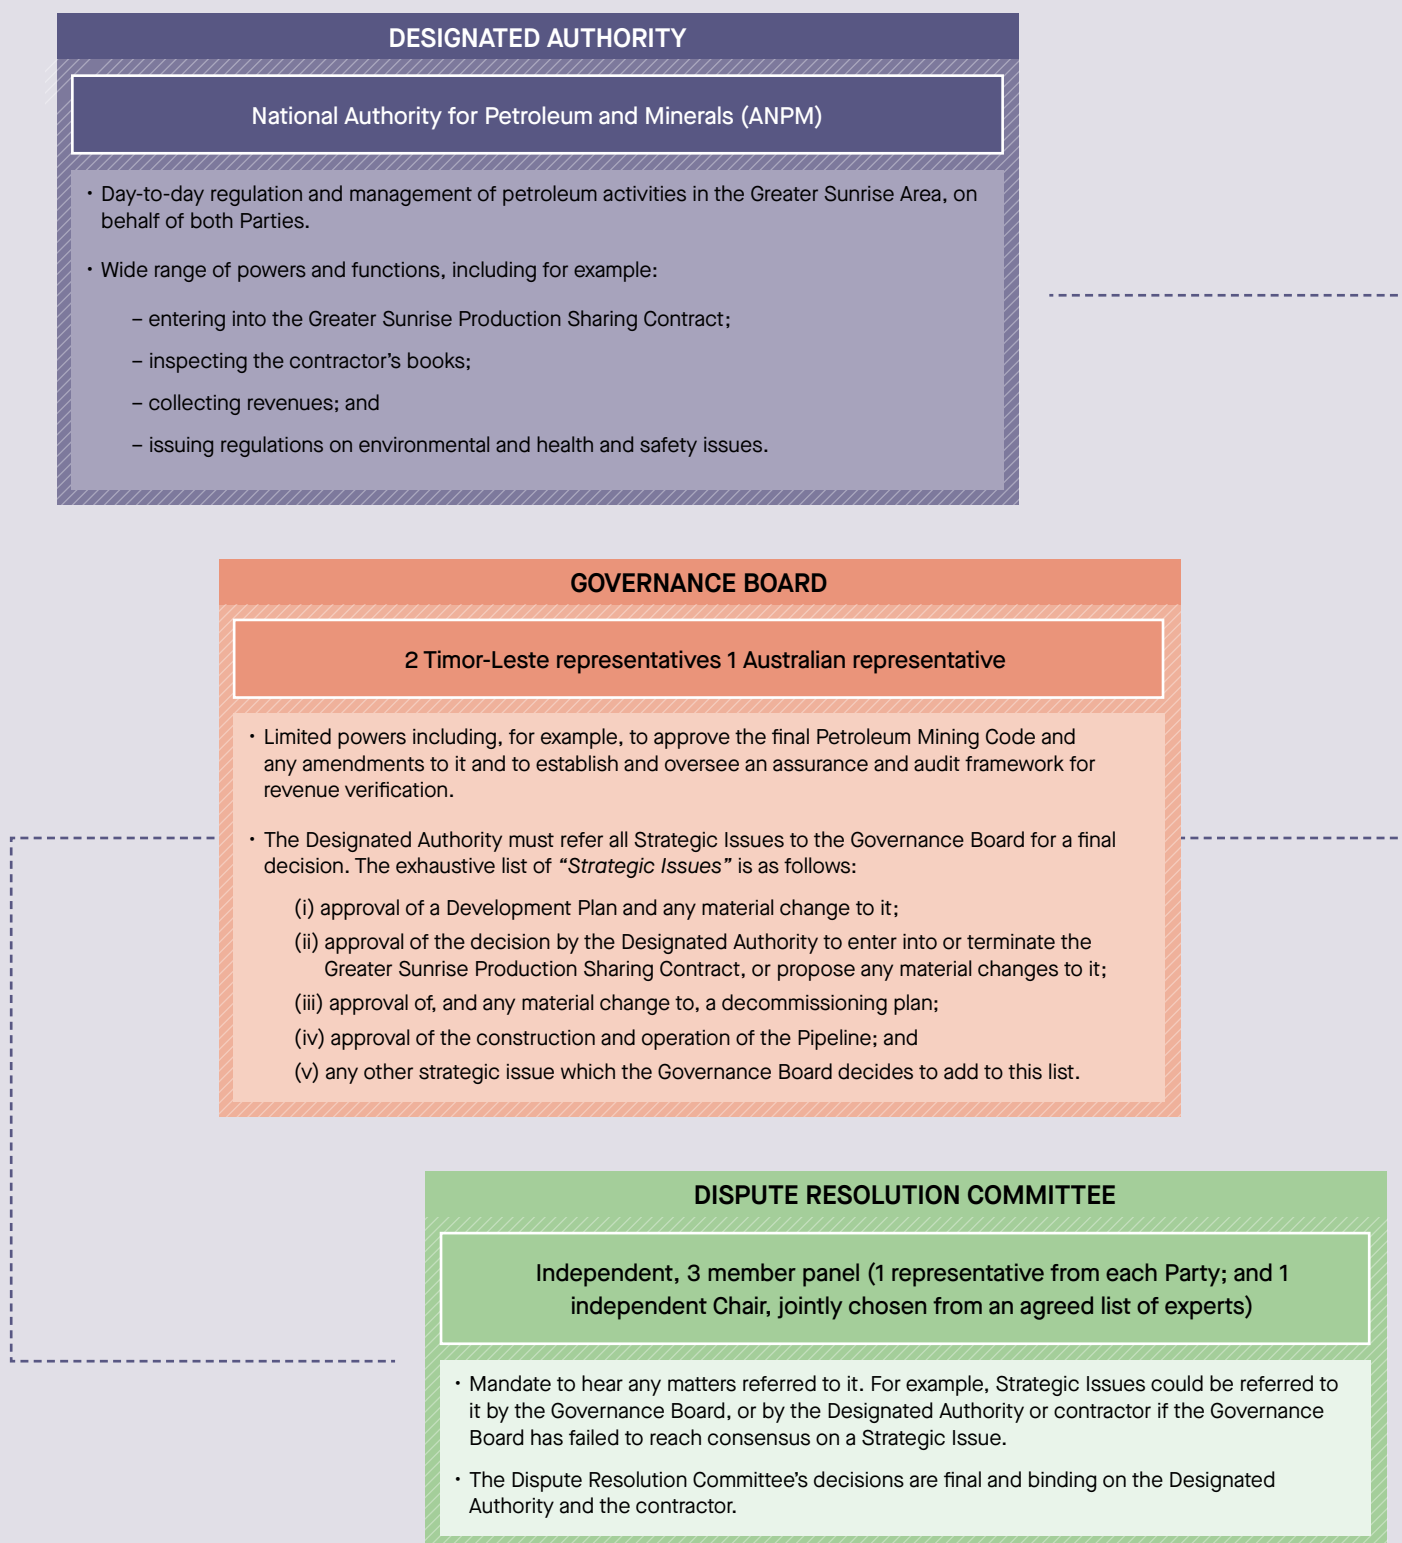 DESIGNATED AUTHORITY
National Authority for Petroleum and Minerals (ANPM)
• Day-to-day regulation and management of petroleum activities in the Greater Sunrise Area, on
behalf of both Parties.
• Wide range of powers and functions, including for example:
– entering into the Greater Sunrise Production Sharing Contract;
– inspecting the contractor’s books;
– collecting revenues; and
– issuing regulations on environmental and health and safety issues.
GOVERNANCE BOARD
2 Timor-Leste representatives 1 Australian representative
• Limited powers including, for example, to approve the final Petroleum Mining Code and
any amendments to it and to establish and oversee an assurance and audit framework for
revenue verification.
• The Designated Authority must refer all Strategic Issues to the Governance Board for a final
decision. The exhaustive list of “Strategic Issues” is as follows:
(i) approval of a Development Plan and any material change to it;
(ii) approval of the decision by the Designated Authority to enter into or terminate the
Greater Sunrise Production Sharing Contract, or propose any material changes to it;
(iii) approval of, and any material change to, a decommissioning plan;
(iv) approval of the construction and operation of the Pipeline; and
(v) any other strategic issue which the Governance Board decides to add to this list.
DISPUTE RESOLUTION COMMITTEE
Independent, 3 member panel (1 representative from each Party; and 1
independent Chair, jointly chosen from an agreed list of experts)
• Mandate to hear any matters referred to it. For example, Strategic Issues could be referred to
it by the Governance Board, or by the Designated Authority or contractor if the Governance
Board has failed to reach consensus on a Strategic Issue.
• The Dispute Resolution Committee’s decisions are final and binding on the Designated
Authority and the contractor.